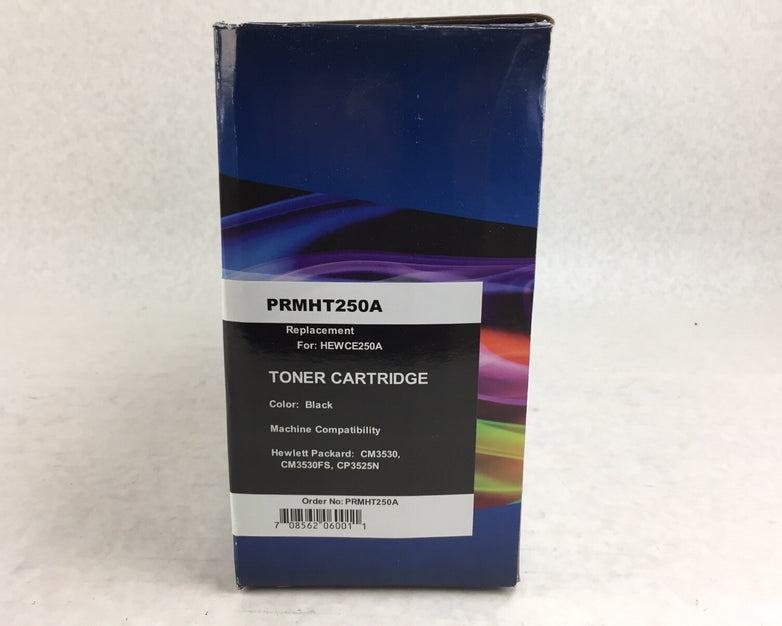 PRMHT250A
Replacement
For: HEWCE250A
TONER CARTRIDGE
Color: Black
Machine Compatibility
Hewlett Packard: CM3530,
CM3530FS, CP3525N
Order No: PRMHT250A
7 08562 06001 1